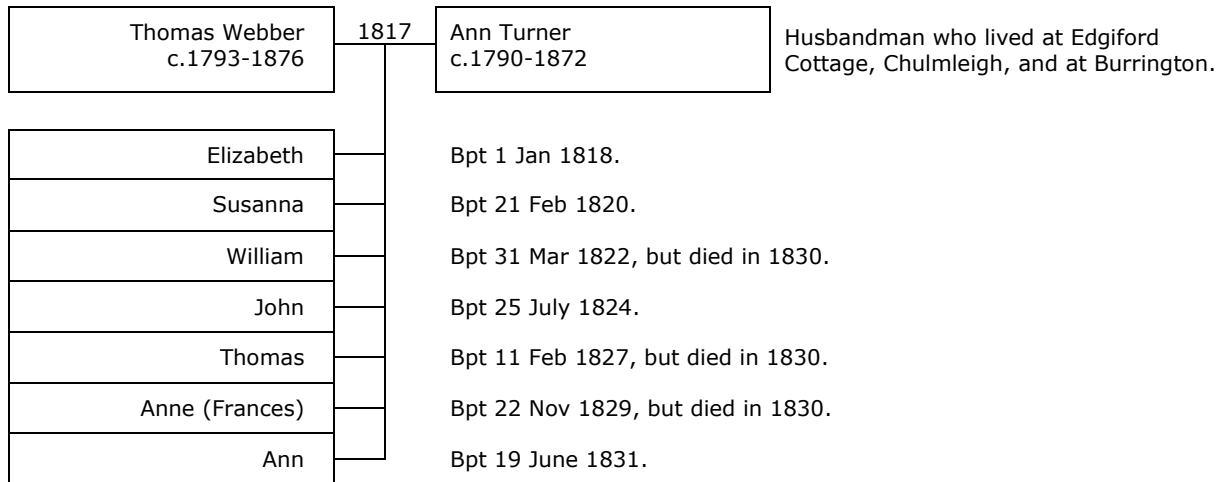 Thomas Webber
c.1793-1876
1817
Ann Turner
c.1790-1872
Husbandman who lived at Edgiford
Cottage, Chulmleigh, and at Burrington.
Elizabeth
Bpt 1 Jan 1818.
Susanna
Bpt 21 Feb 1820.
William
Bpt 31 Mar 1822, but died in 1830.
John
Bpt 25 July 1824.
Thomas
Bpt 11 Feb 1827, but died in 1830.
Anne (Frances)
Bpt 22 Nov 1829, but died in 1830.
Ann
Bpt 19 June 1831.